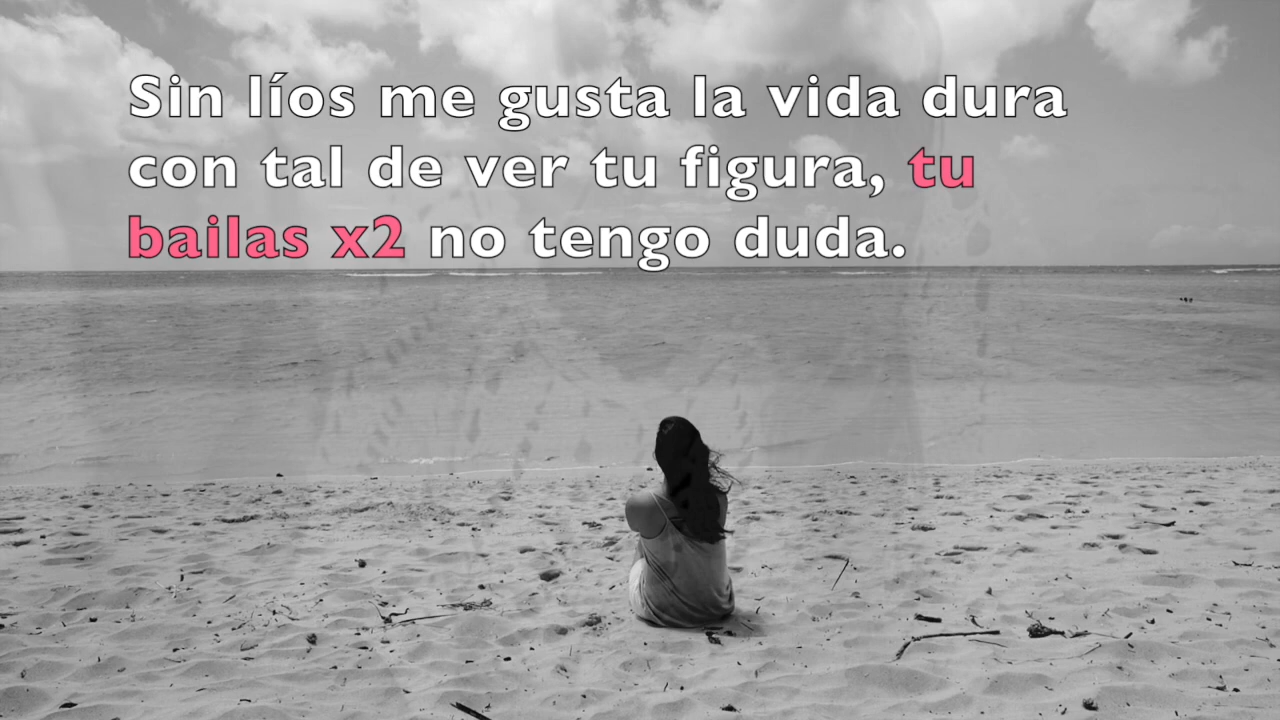 Sin líos me gusta la vida dura
con tal de ver tu figura, tu
bailas x2 no tengo duda.